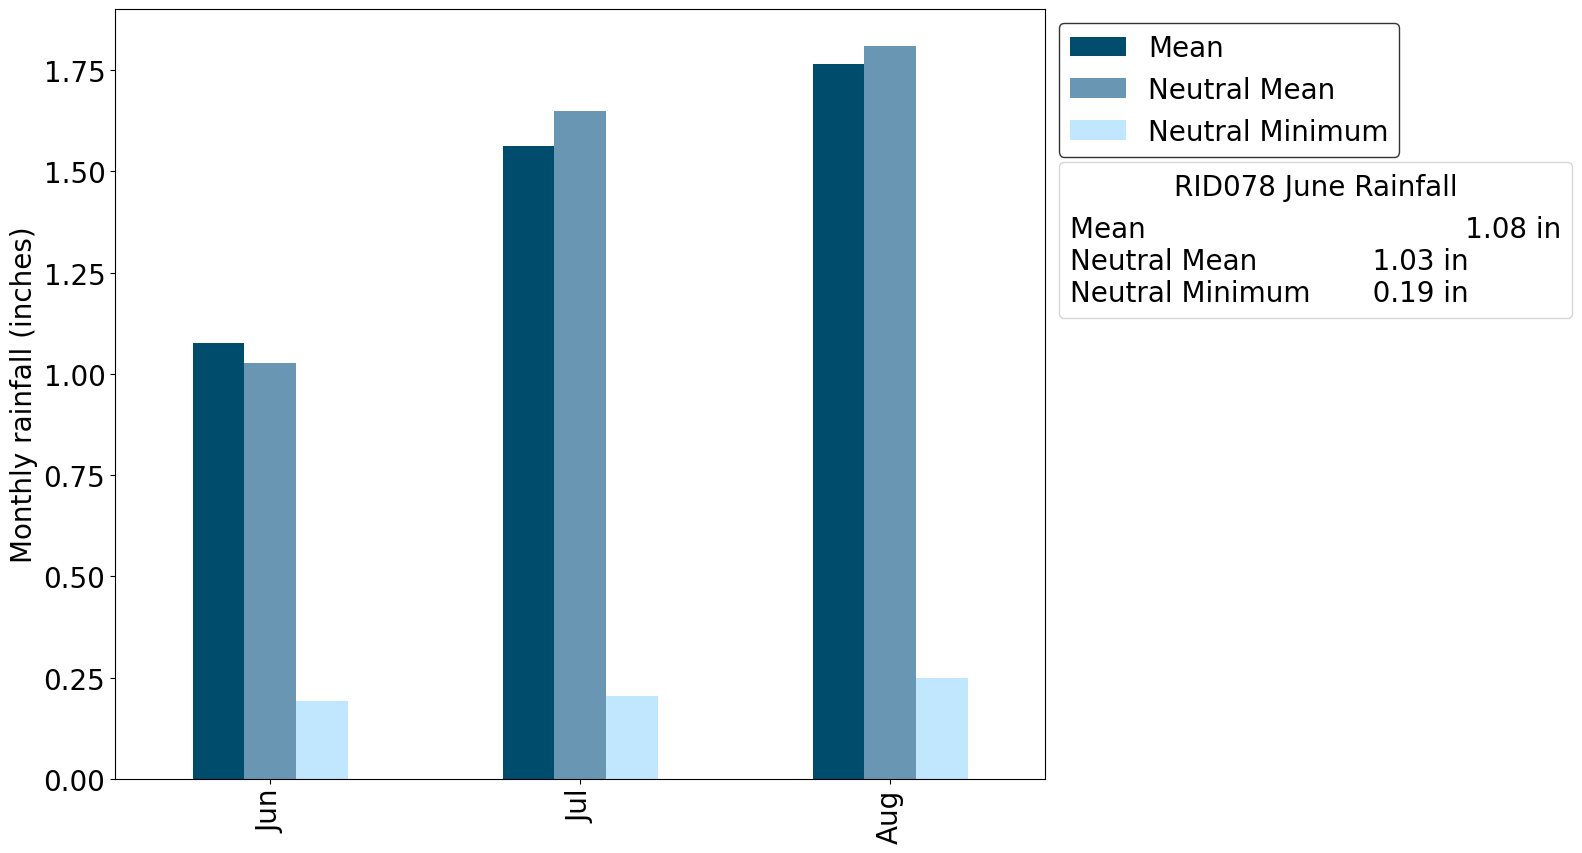 Monthly rainfall (inches)
1.75
1.50
1.25
1.00
0.75
0.50
0.25
0.00
Jun
Jul
Aug
Mean
Neutral Mean
Neutral Minimum
RID078 June Rainfall
Mean 1.08 in
Neutral Mean 1.03 in
Neutral Minimum 0.19 in